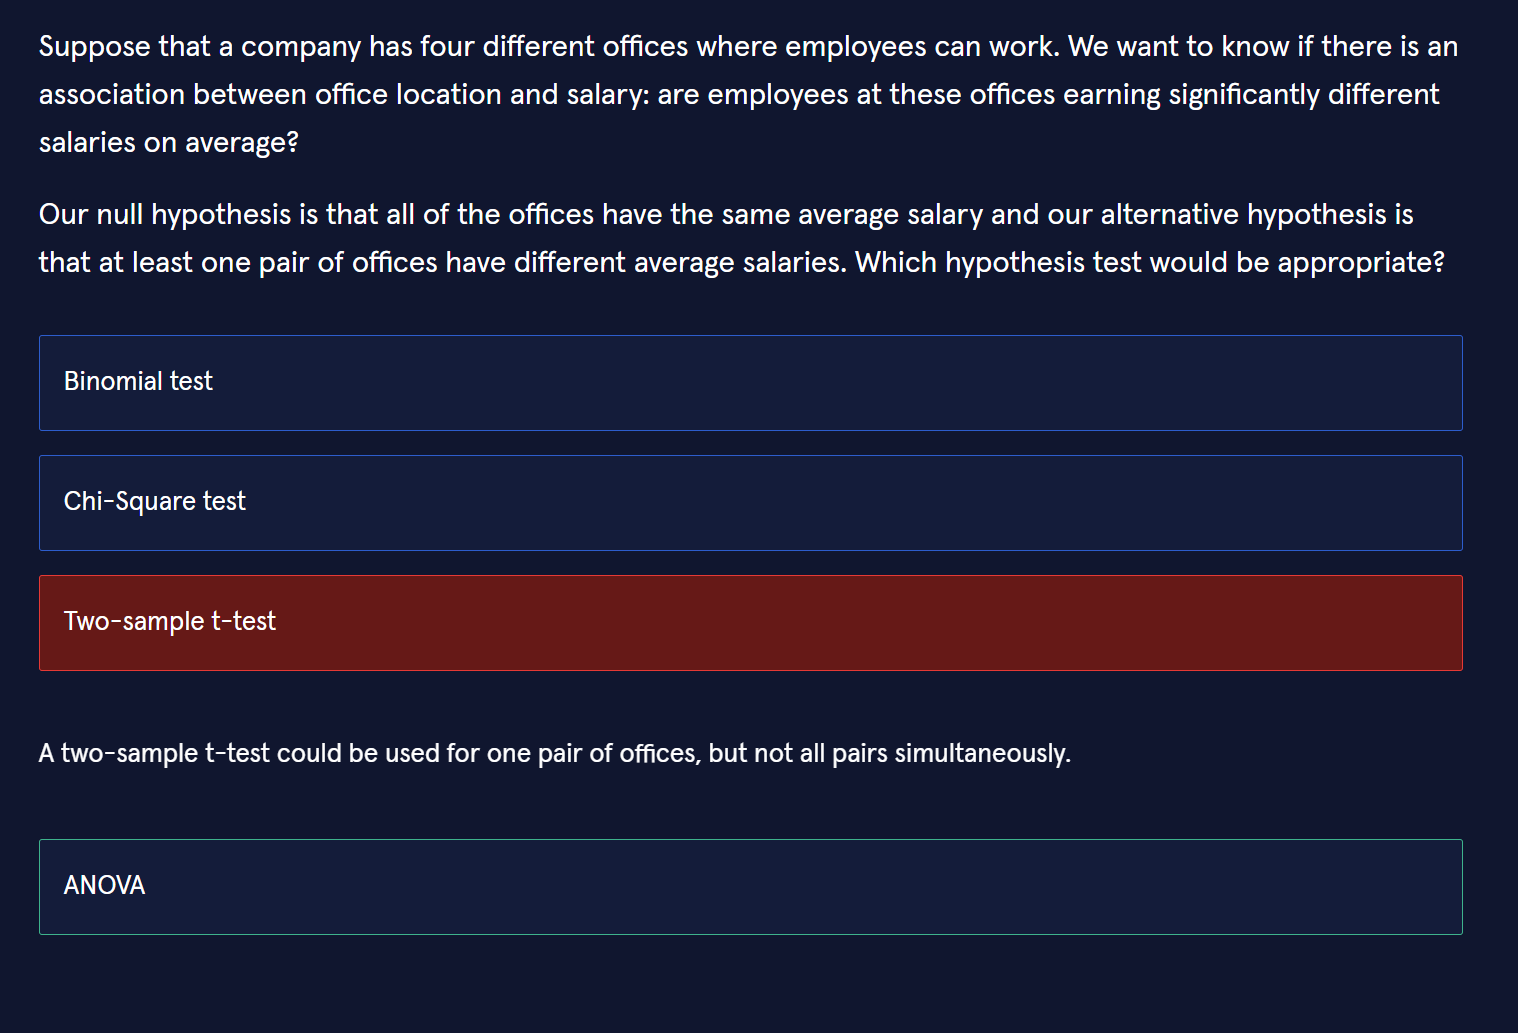 Suppose that a company has four different offices where employees can work. We want to know if there is an
association between office location and salary: are employees at these offices earning significantly different
salaries on average?
Our null hypothesis is that all of the offices have the same average salary and our alternative hypothesis is
that at least one pair of offices have different average salaries. Which hypothesis test would be appropriate?
Binomial test
Chi-Square test
Two-sample t-test
A two-sample t-test could be used for one pair of offices, but not all pairs simultaneously.
ANOVA